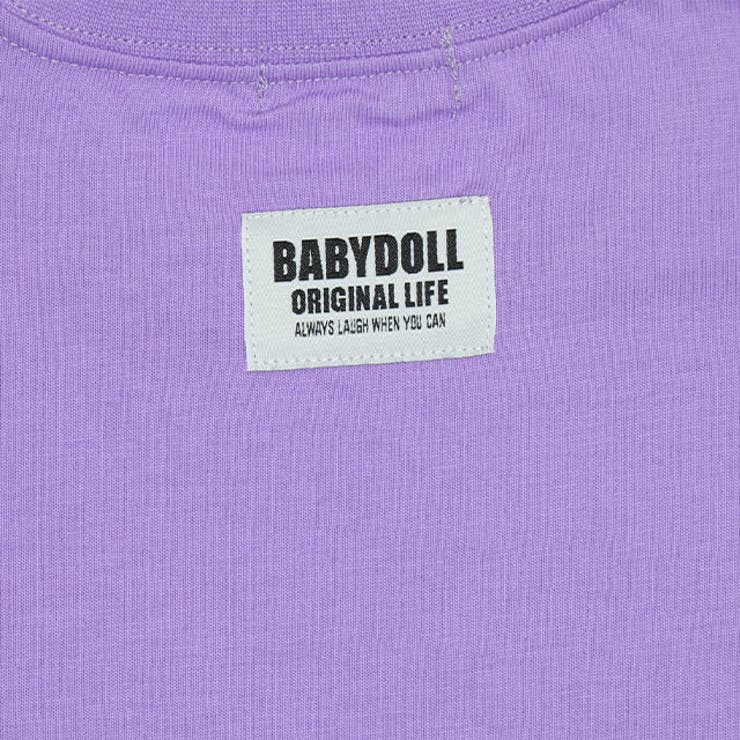 BABYDOLL
ORIGINAL LIFE
ALWAYS LAUGH WHEN YOU CAN